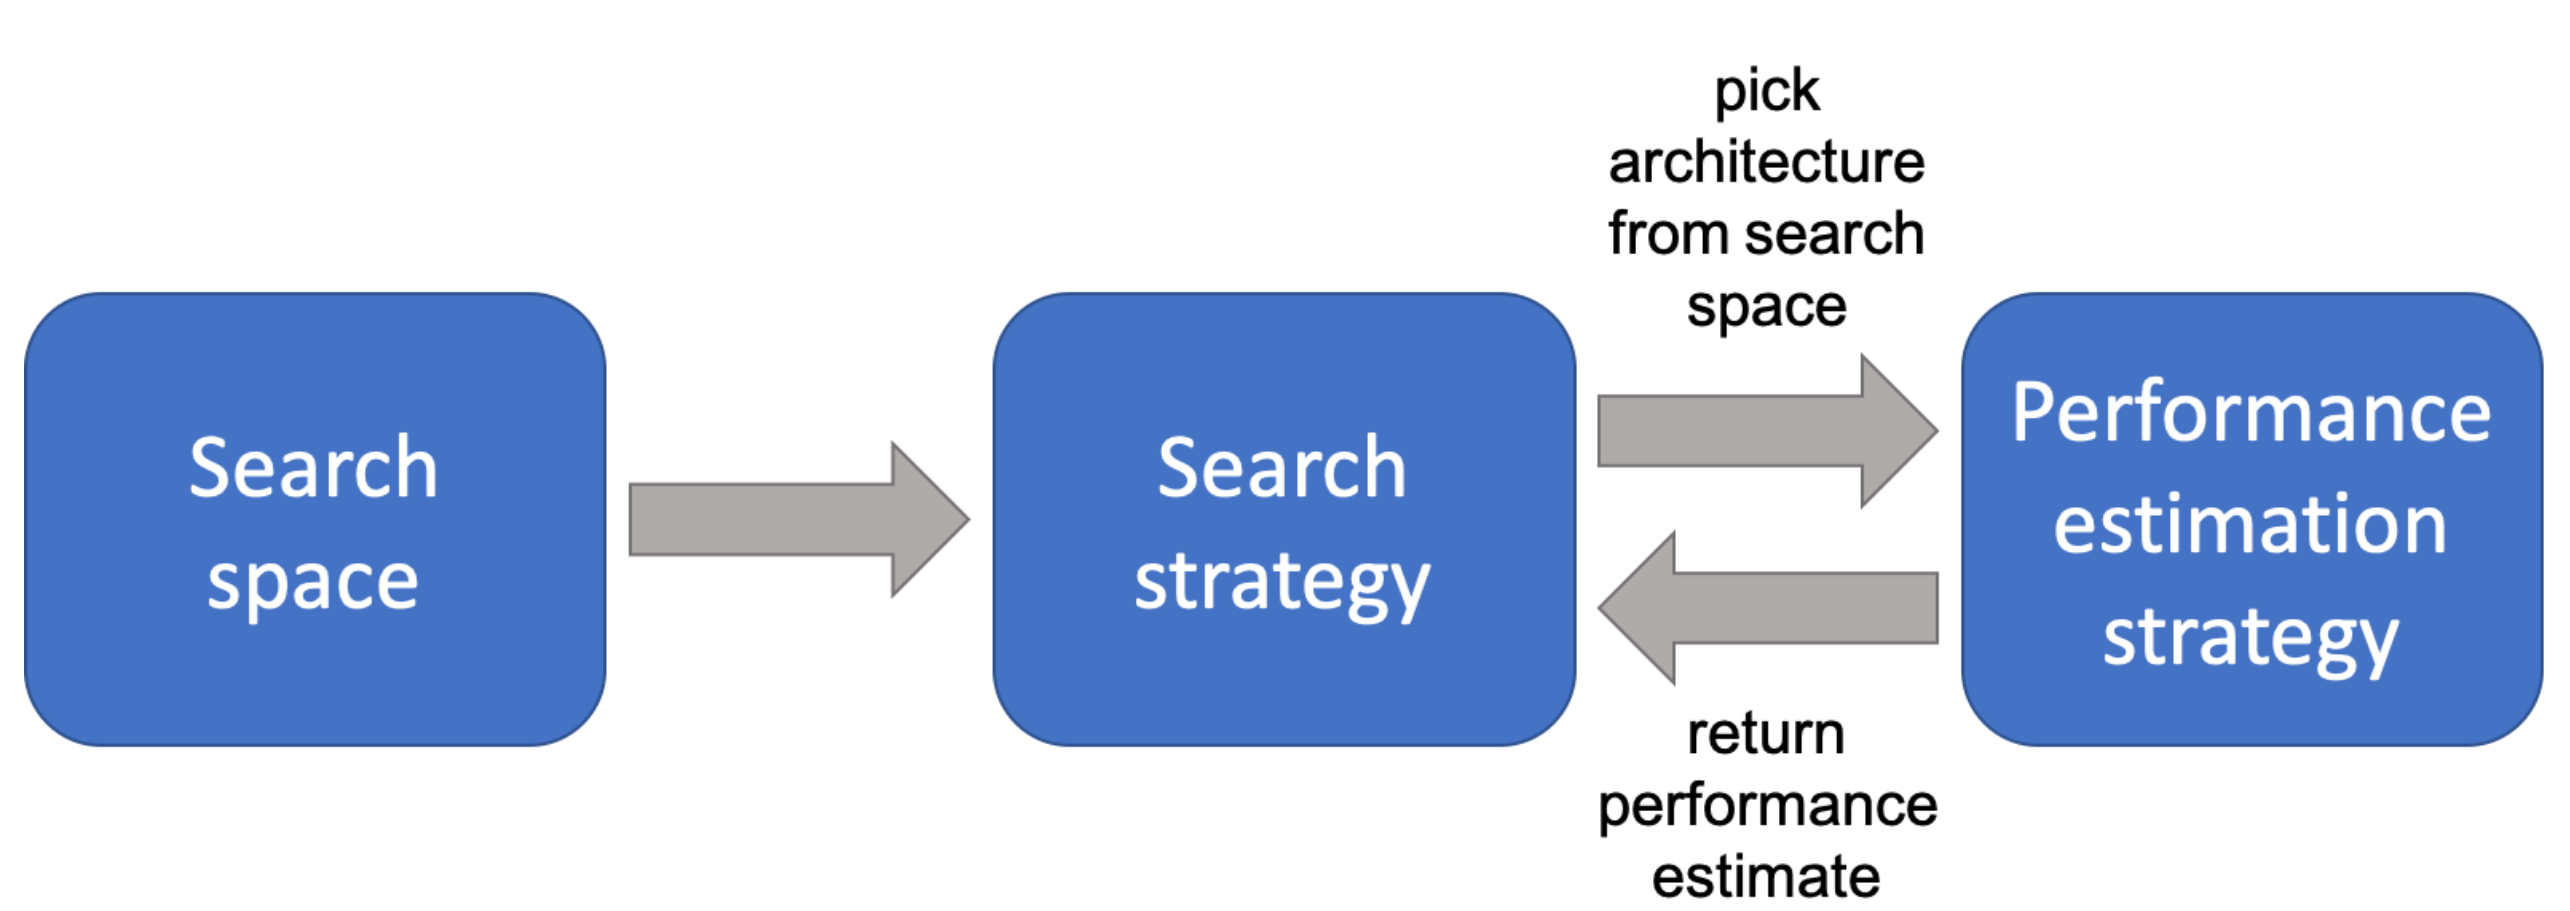 Search
space
Search
strategy
pick
architecture
from search
space
Performance
estimation
strategy
return
performance
estimate